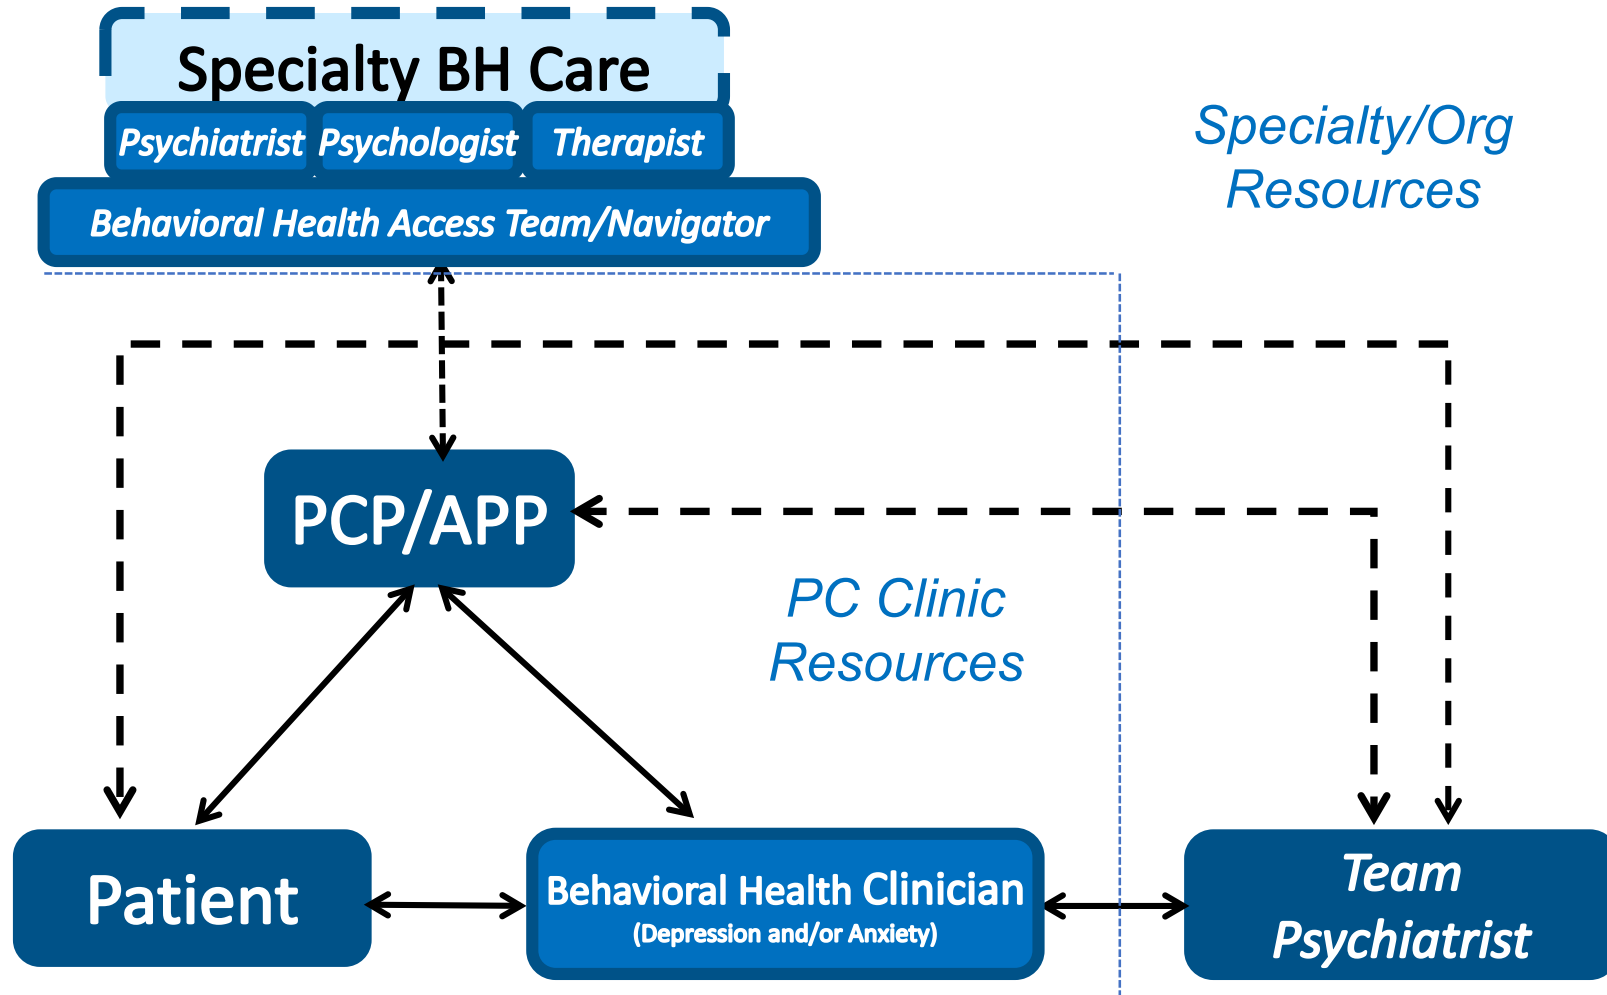 Specialty BH Care
Psychiatrist
Psychologist
Therapist
Behavioral Health Access Team/Navigator
Specialty/Org
Resources
PCP/APP
PC Clinic
Resources
Patient
Behavioral Health Clinician
(Depression and/or Anxiety)
Team
Psychiatrist